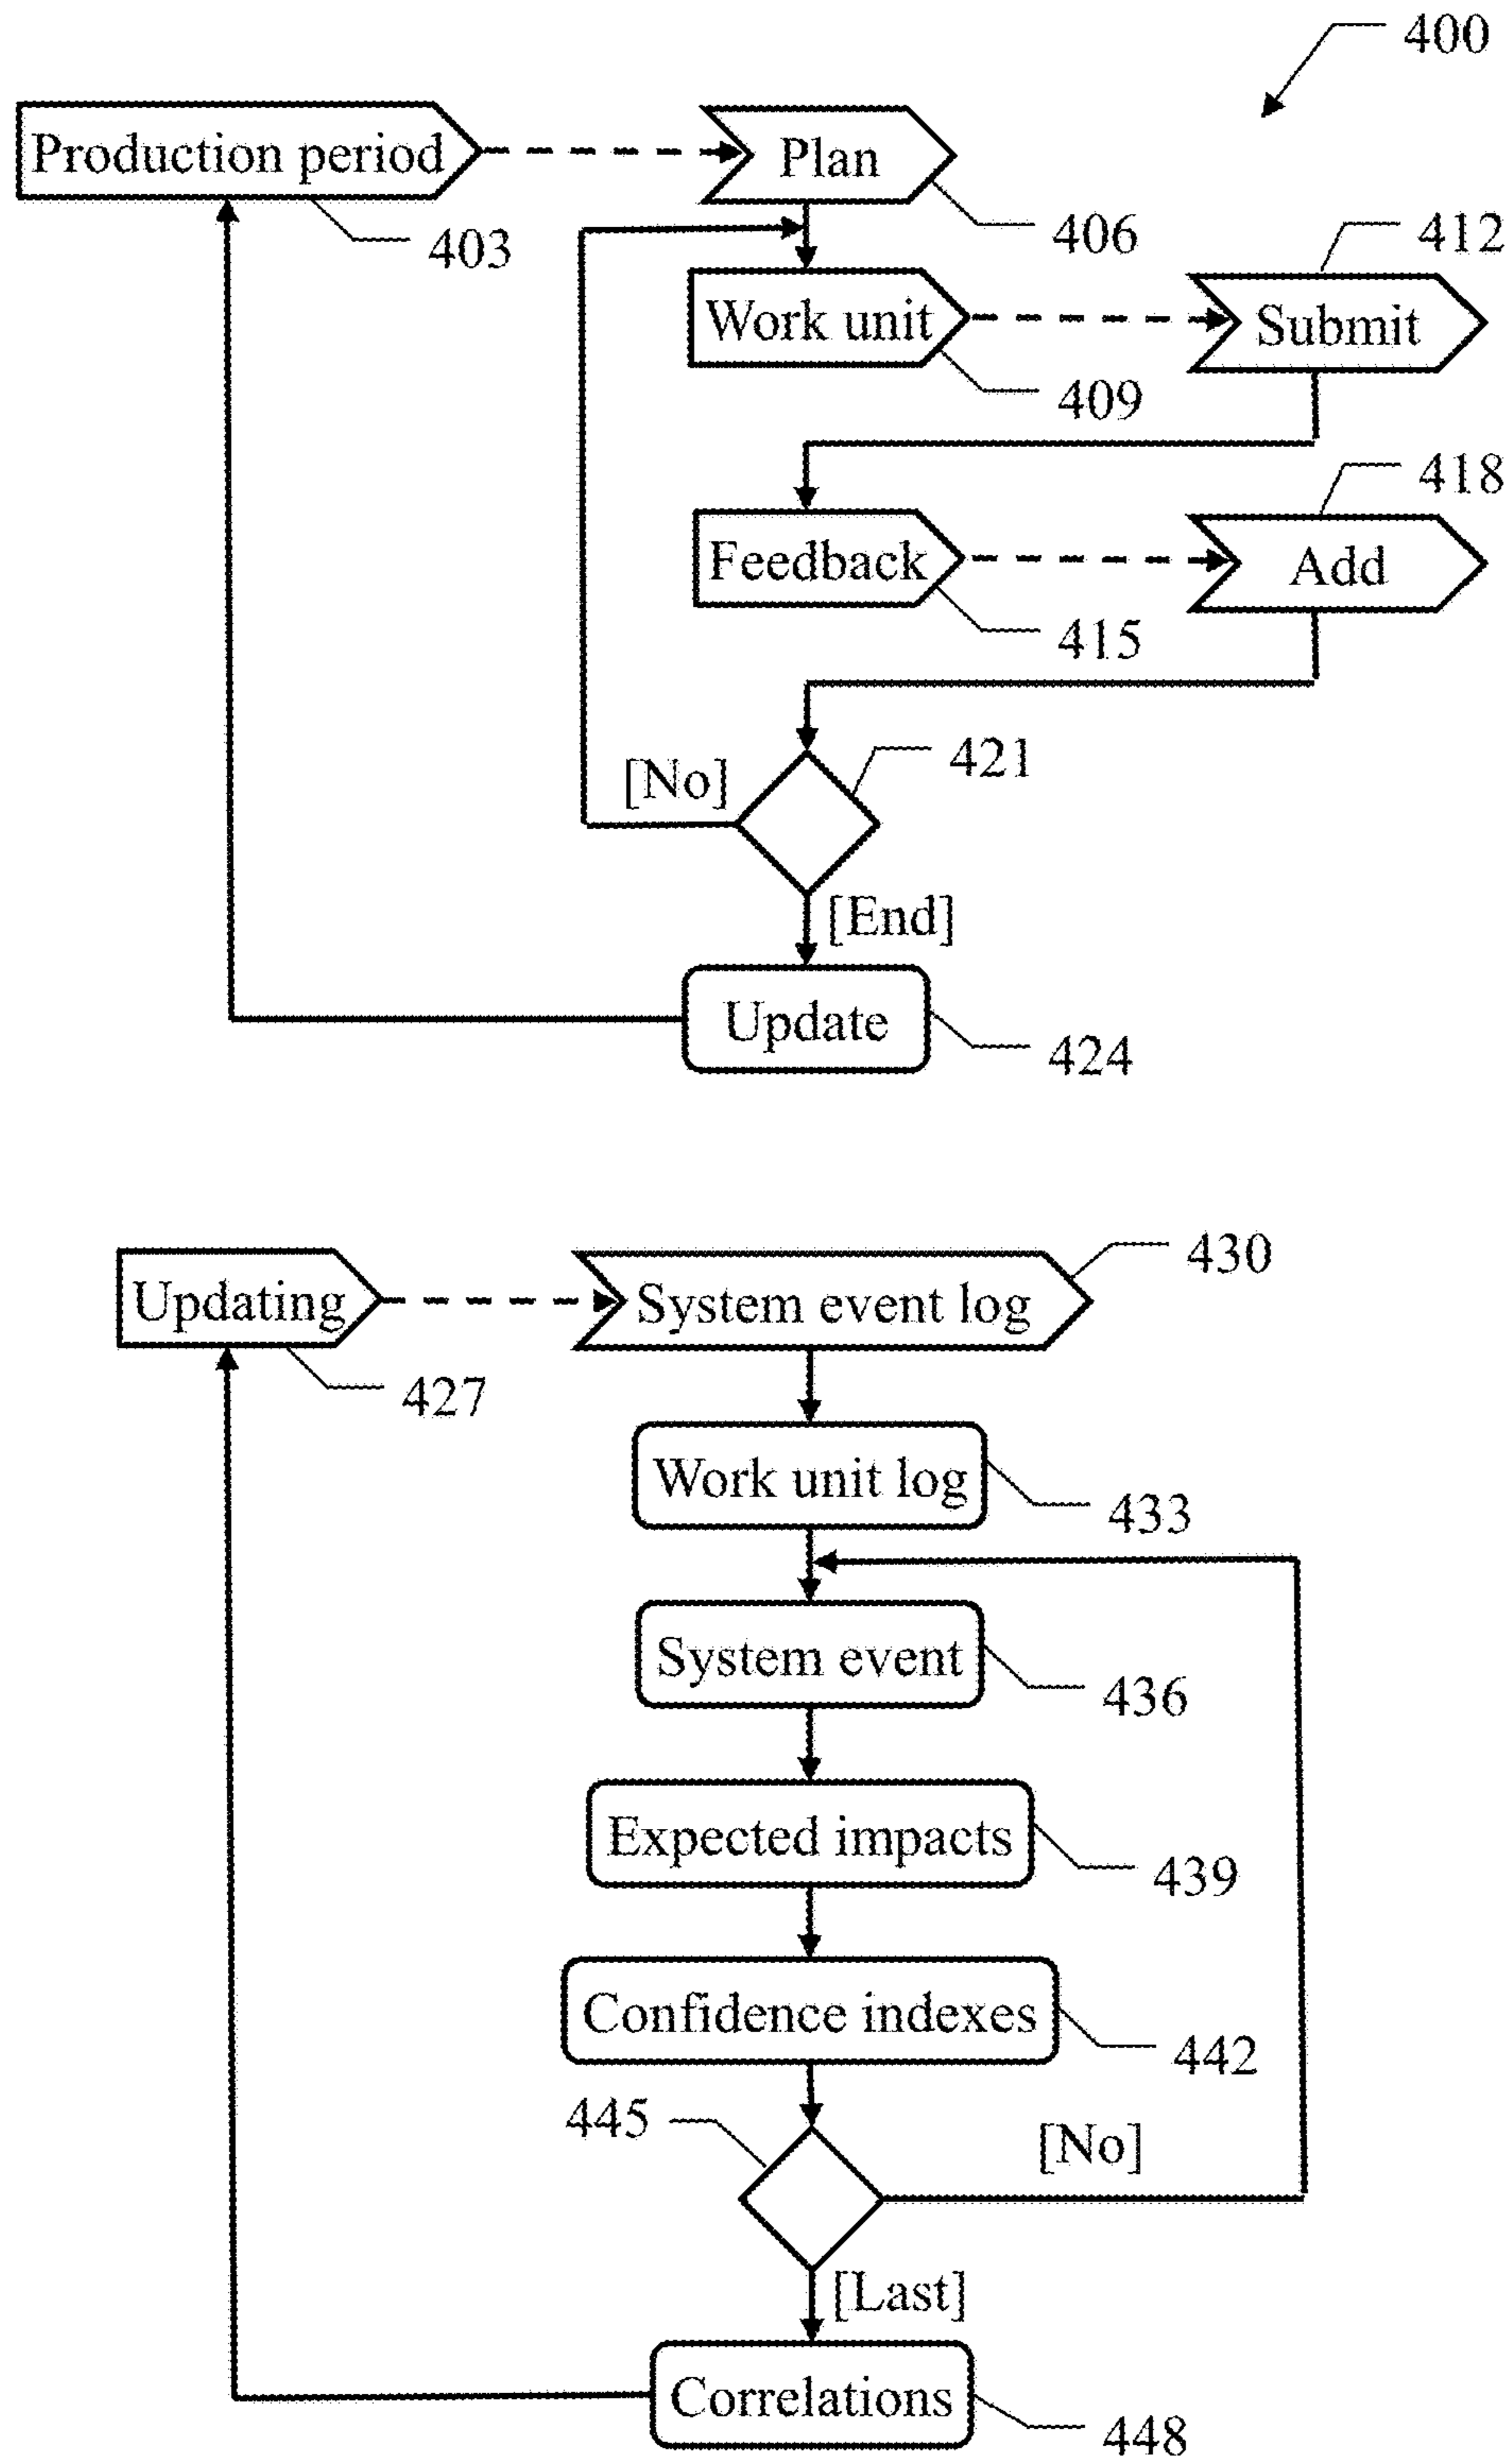 400
Production period
Plan
403
406
412
Work unit
Submit
409
418
Feedback
Add
415
421
[No]
[End]
Update
424
430
Updating
System event log
427
Work unit log
433
System event
436
Expected impacts
439
Confidence indexes
442
445
[No]
[Last]
Correlations
448